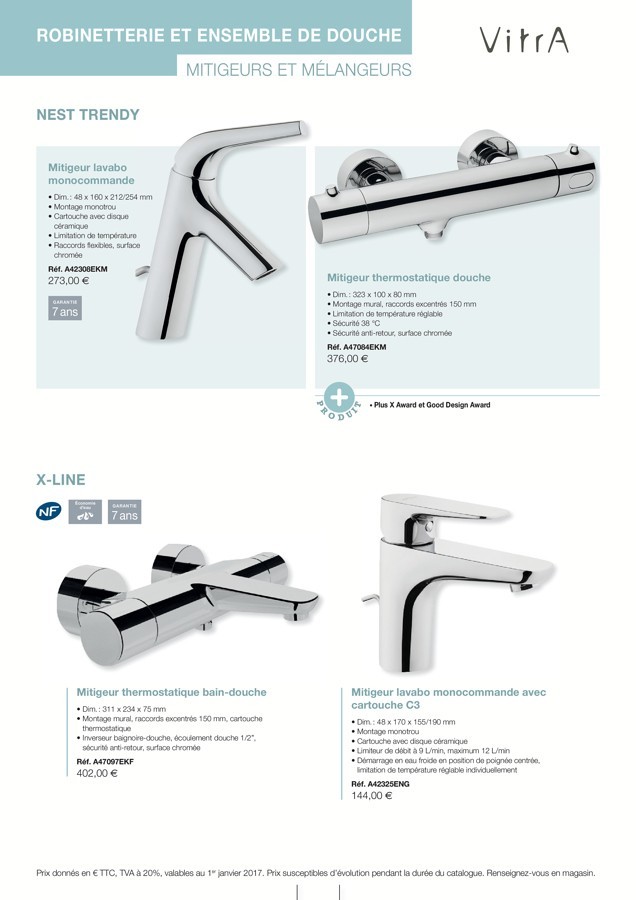 ROBINETTERIE ET ENSEMBLE DE DOUCHE
VitrA
MITIGEURS ET MÉLANGEURS
NEST TRENDY
Mitigeur lavabo
monocommande
• Dim. : 48 x 160 x 212/254 mm
• Montage monotrou
• Cartouche avec disque
céramique
• Limitation de température
• Raccords flexibles, surface
chromée
Réf. A42308EKM
273,00 €
GARANTIE
7 ans
Mitigeur thermostatique douche
• Dim. : 323 x 100 x 80 mm
• Montage mural, raccords excentrés 150 mm
• Limitation de température réglable
• Sécurité 38 °C
• Sécurité anti-retour, surface chromée
Réf. A47084EKM
376,00 €
PRODUIT
• Plus X Award et Good Design Award
X-LINE
NF
Économie
d'eau
GARANTIE
7 ans
Mitigeur thermostatique bain-douche
• Dim. : 311 x 234 x 75 mm
• Montage mural, raccords excentrés 150 mm, cartouche
thermostatique
• Inverseur baignoire-douche, écoulement douche 1/2",
sécurité anti-retour, surface chromée
Réf. A47097EKF
402,00 €
Mitigeur lavabo monocommande avec
cartouche C3
• Dim. : 48 x 170 x 155/190 mm
• Montage monotrou
• Cartouche avec disque céramique
• Limiteur de débit à 9 L/min, maximum 12 L/min
• Démarrage en eau froide en position de poignée centrée,
limitation de température réglable individuellement
Réf. A42325ENG
144,00 €
Prix donnés en € TTC, TVA à 20%, valables au 1er janvier 2017. Prix susceptibles d'évolution pendant la durée du catalogue. Renseignez-vous en magasin.